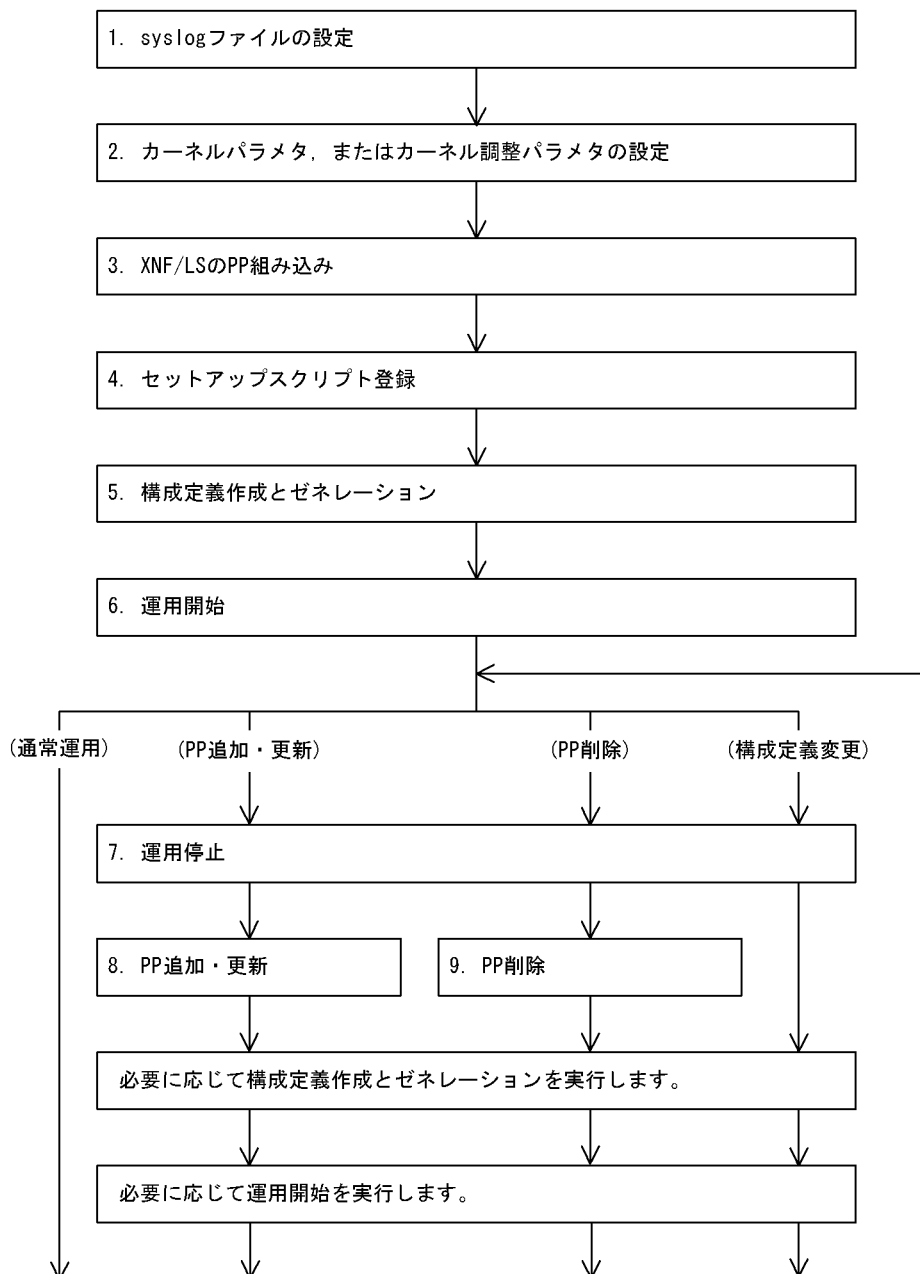 1. syslogファイルの設定
2. カーネルパラメタ，またはカーネル調整パラメタの設定
3. XNF/LSのPP組み込み
4. セットアップスクリプト登録
5. 構成定義作成とゼネレーション
6. 運用開始
(通常運用)
(PP追加・更新)
(PP削除)
(構成定義変更)
7. 運用停止
8. PP追加・更新
9. PP削除
必要に応じて構成定義作成とゼネレーションを実行します。
必要に応じて運用開始を実行します。